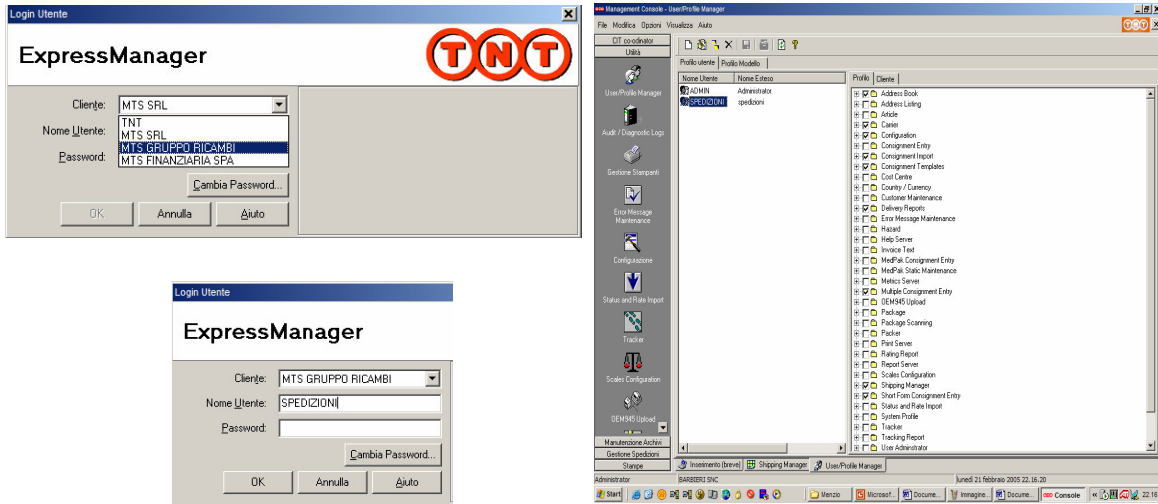 Login Utente
ExpressManager
TNT
Cliente: MTS SRL
TNT
MTS SRL
MTS GRUPPO RICAMBI
MTS FINANZIARIA SPA
Nome Utente:
Password:
Cambia Password...
OK Annulla Aiuto
Login Utente
ExpressManager
Cliente: MTS GRUPPO RICAMBI
Nome Utente: SPEDIZIONI
Password:
Cambia Password...
OK Annulla Aiuto
Management Console - User/Profile Manager
File Modifica Opzioni Visualizza Aiuto
TNT
CIT co-odinator
Utilità
User/Profile Manager
Audit / Diagnostic Logs
Gestione Stampanti
Error Message
Maintenance
Configurazione
Status and Rate Import
Tracker
Scales Configuration
OEM945 Upload
Manutenzione Archivi
Gestione Spedizioni
Stampe
Profilo utente Profilo Modello
Nome Utente Nome Esteso
ADMIN Administrator
SPEDIZIONI spedizioni
Profilo Cliente
Address Book
Address Listing
Article
Carrier
Configuration
Consignment Entry
Consignment Import
Consignment Templates
Cost Centre
Country / Currency
Customer Maintenance
Delivery Reports
Error Message Maintenance
Hazard
Help Server
Invoice Text
MedPak Consignment Entry
MedPak Static Maintenance
Metrics Server
Multiple Consignment Entry
OEM945 Upload
Package
Package Scanning
Packer
Print Server
Rating Report
Report Server
Scales Configuration
Shipping Manager
Short Form Consignment Entry
Status and Rate Import
System Profile
Tracker
Tracking Report
User Adminstrator
Inserimento (breve) Shipping Manager User/Profile Manager
Administrator BARBIERI SNC lunedì 21 febbraio 2005 22.16.20
Start Menzio Microsof... Docume... Immagine... Docume... Console 22.16